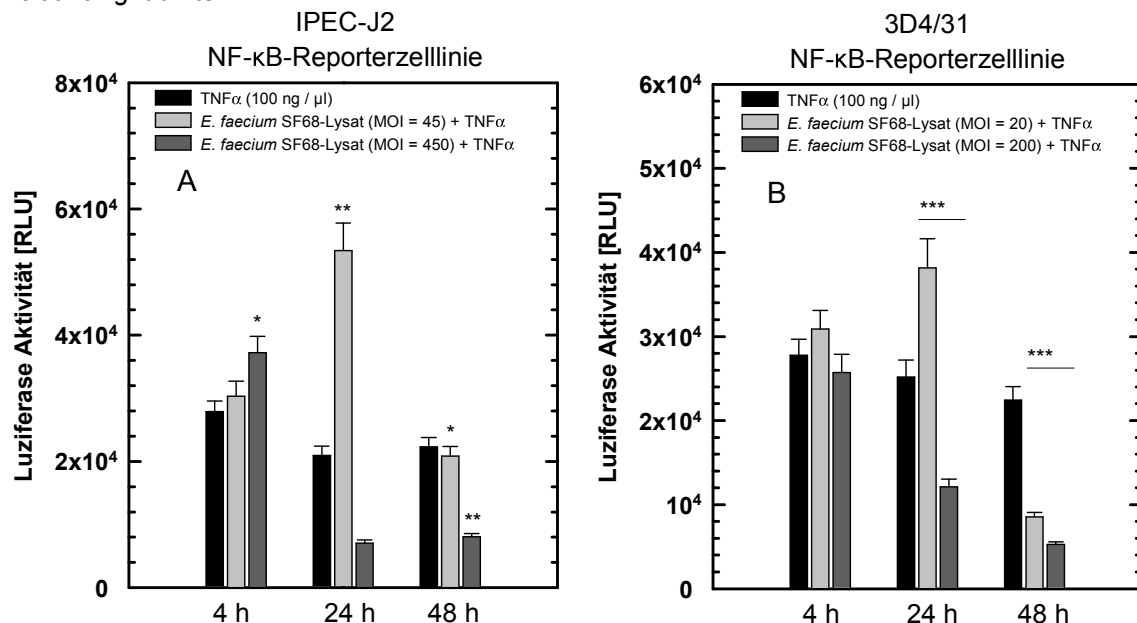 IPEC-J2
NF-κB-Reporterzelllinie
8x10⁴
6x10⁴
4x10⁴
2x10⁴
0
Luziferase Aktivität [RLU]
TNFα (100 ng / µl)
E. faecium SF68-Lysat (MOI = 45) + TNFα
E. faecium SF68-Lysat (MOI = 450) + TNFα
A
*
**
*
**
4 h 24 h 48 h
3D4/31
NF-κB-Reporterzelllinie
6x10⁴
5x10⁴
4x10⁴
3x10⁴
2x10⁴
10⁴
0
Luziferase Aktivität [RLU]
TNFα (100 ng / µl)
E. faecium SF68-Lysat (MOI = 20) + TNFα
E. faecium SF68-Lysat (MOI = 200) + TNFα
B
***
***
4 h 24 h 48 h